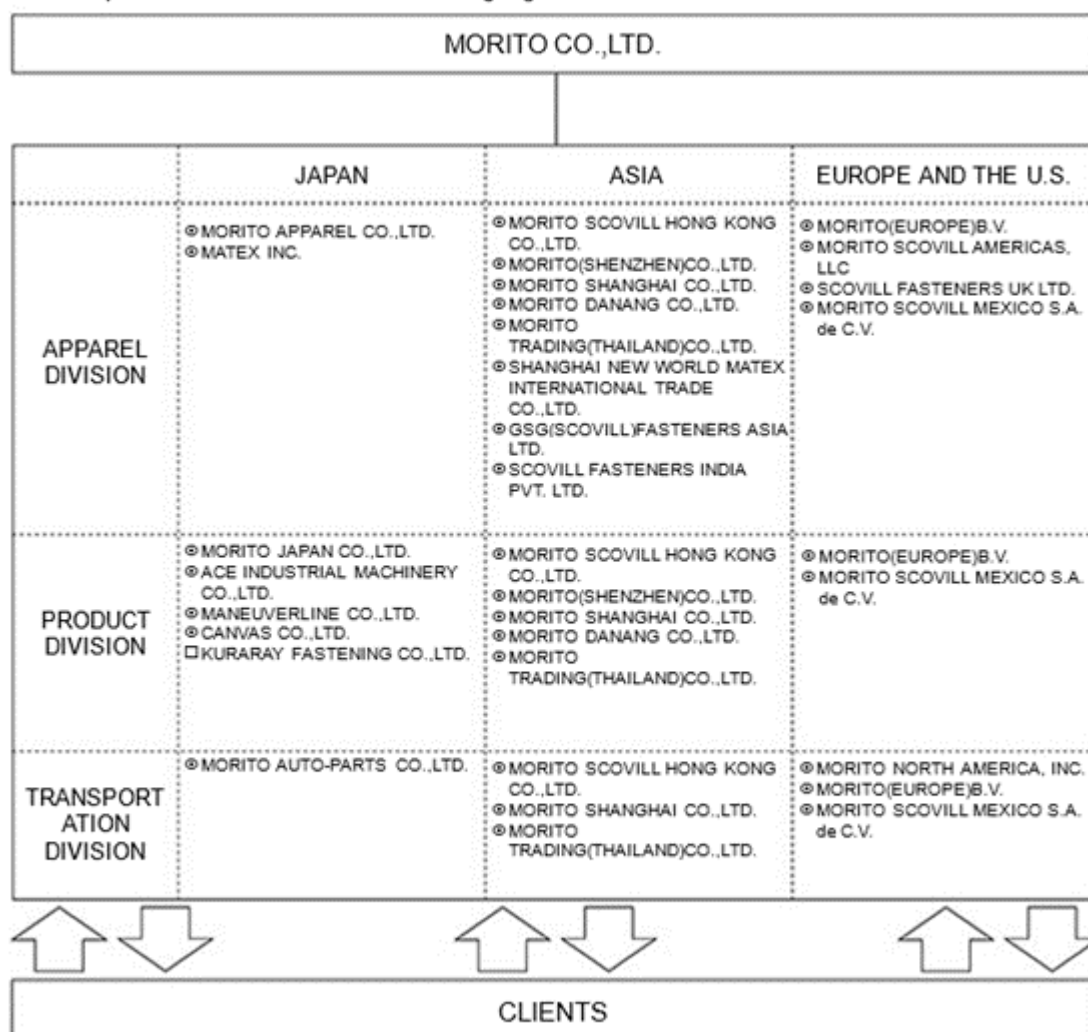 MORITO CO.,LTD.
JAPAN
ASIA
EUROPE AND THE U.S.
APPAREL
DIVISION
◎MORITO APPAREL CO.,LTD.
◎MATEX INC.
◎MORITO SCOVILL HONG KONG
CO.,LTD.
◎MORITO(SHENZHEN)CO.,LTD.
◎MORITO SHANGHAI CO.,LTD.
◎MORITO DANANG CO.,LTD.
◎MORITO
TRADING(THAILAND)CO.,LTD.
◎SHANGHAI NEW WORLD MATEX
INTERNATIONAL TRADE
CO.,LTD.
◎GSG(SCOVILL)FASTENERS ASIA
LTD.
◎SCOVILL FASTENERS INDIA
PVT. LTD.
◎MORITO(EUROPE)B.V.
◎MORITO SCOVILL AMERICAS,
LLC
◎SCOVILL FASTENERS UK LTD.
◎MORITO SCOVILL MEXICO S.A.
de C.V.
PRODUCT
DIVISION
◎MORITO JAPAN CO.,LTD.
◎ACE INDUSTRIAL MACHINERY
CO.,LTD.
◎MANEUVERLINE CO.,LTD.
◎CANVAS CO.,LTD.
□KURARAY FASTENING CO.,LTD.
◎MORITO SCOVILL HONG KONG
CO.,LTD.
◎MORITO(SHENZHEN)CO.,LTD.
◎MORITO SHANGHAI CO.,LTD.
◎MORITO DANANG CO.,LTD.
◎MORITO
TRADING(THAILAND)CO.,LTD.
◎MORITO(EUROPE)B.V.
◎MORITO SCOVILL MEXICO S.A.
de C.V.
TRANSPORT
ATION
DIVISION
◎MORITO AUTO-PARTS CO.,LTD.
◎MORITO SCOVILL HONG KONG
CO.,LTD.
◎MORITO SHANGHAI CO.,LTD.
◎MORITO
TRADING(THAILAND)CO.,LTD.
◎MORITO NORTH AMERICA, INC.
◎MORITO(EUROPE)B.V.
◎MORITO SCOVILL MEXICO S.A.
de C.V.
CLIENTS